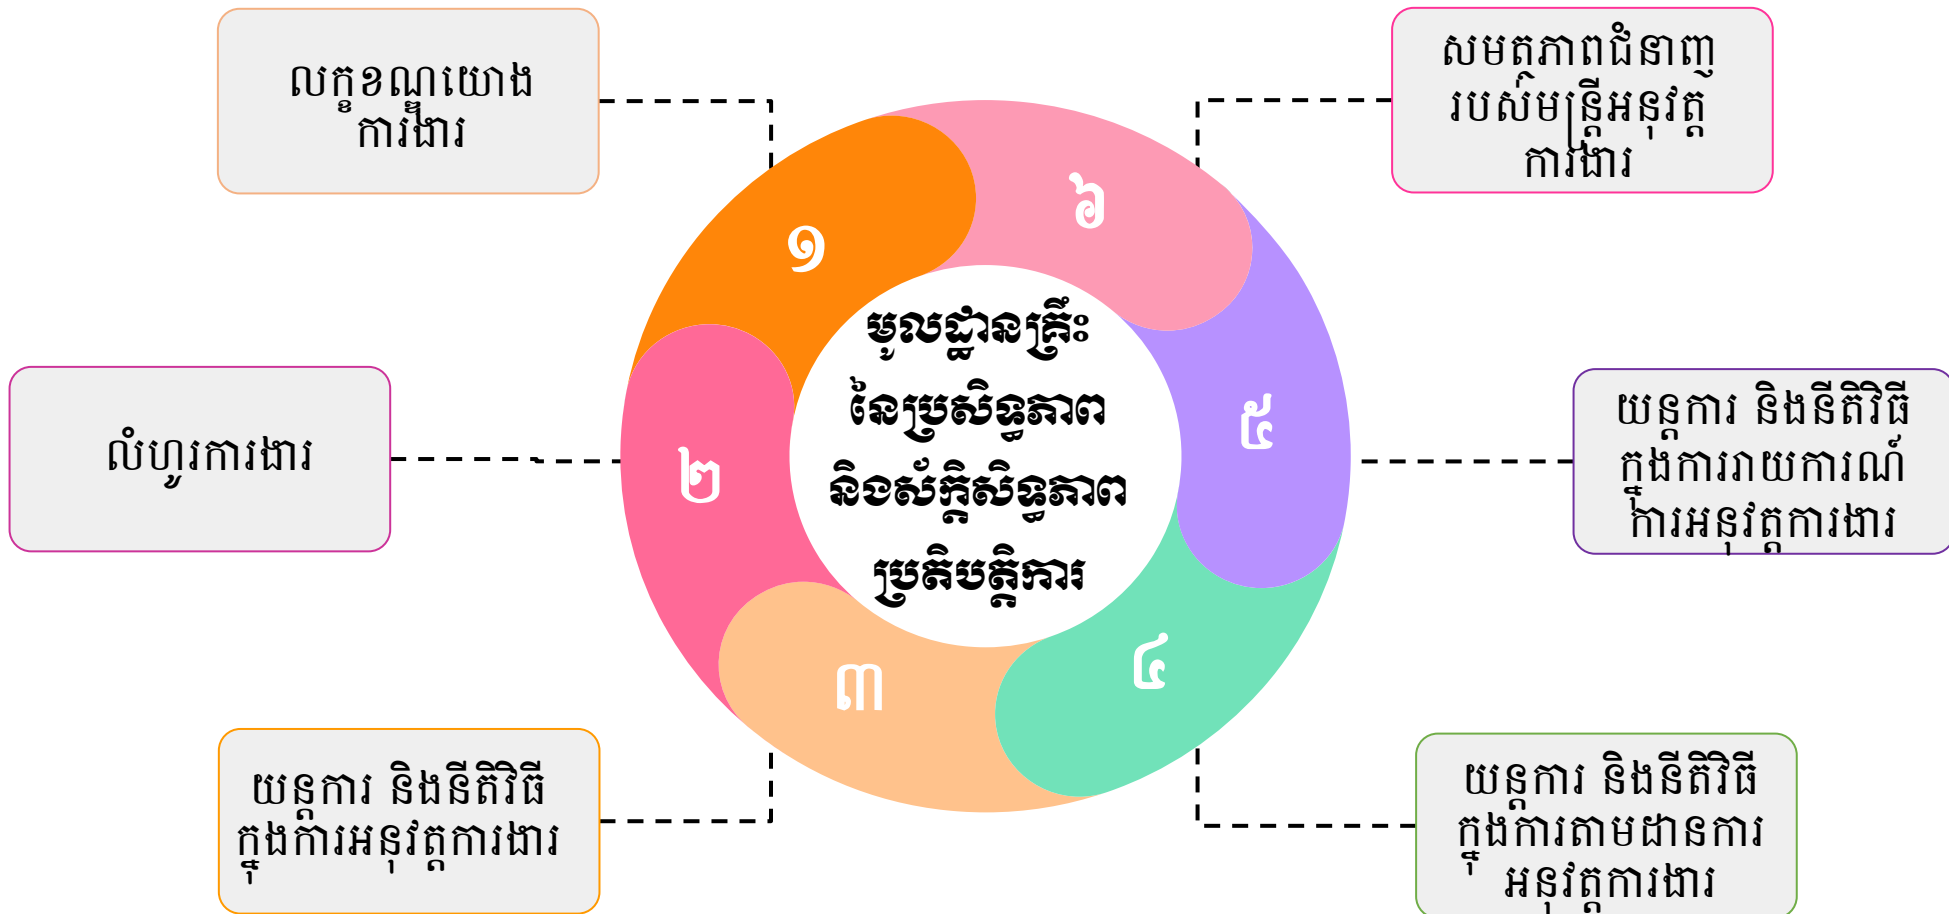 លក្ខខណ្ឌយោង
ការងារ
លំហូរការងារ
យន្តការ និងនីតិវិធី
ក្នុងការអនុវត្តការងារ
១
២
៣
៤
៥
៦
មូលដ្ឋានគ្រឹះ
នៃប្រសិទ្ធភាព
និងស័ក្តិសិទ្ធភាព
ប្រតិបត្តិការ
សមត្ថភាពជំនាញ
របស់មន្ត្រីអនុវត្ត
ការងារ
យន្តការ និងនីតិវិធី
ក្នុងការរាយការណ៍
ការអនុវត្តការងារ
យន្តការ និងនីតិវិធី
ក្នុងការតាមដានការ
អនុវត្តការងារ